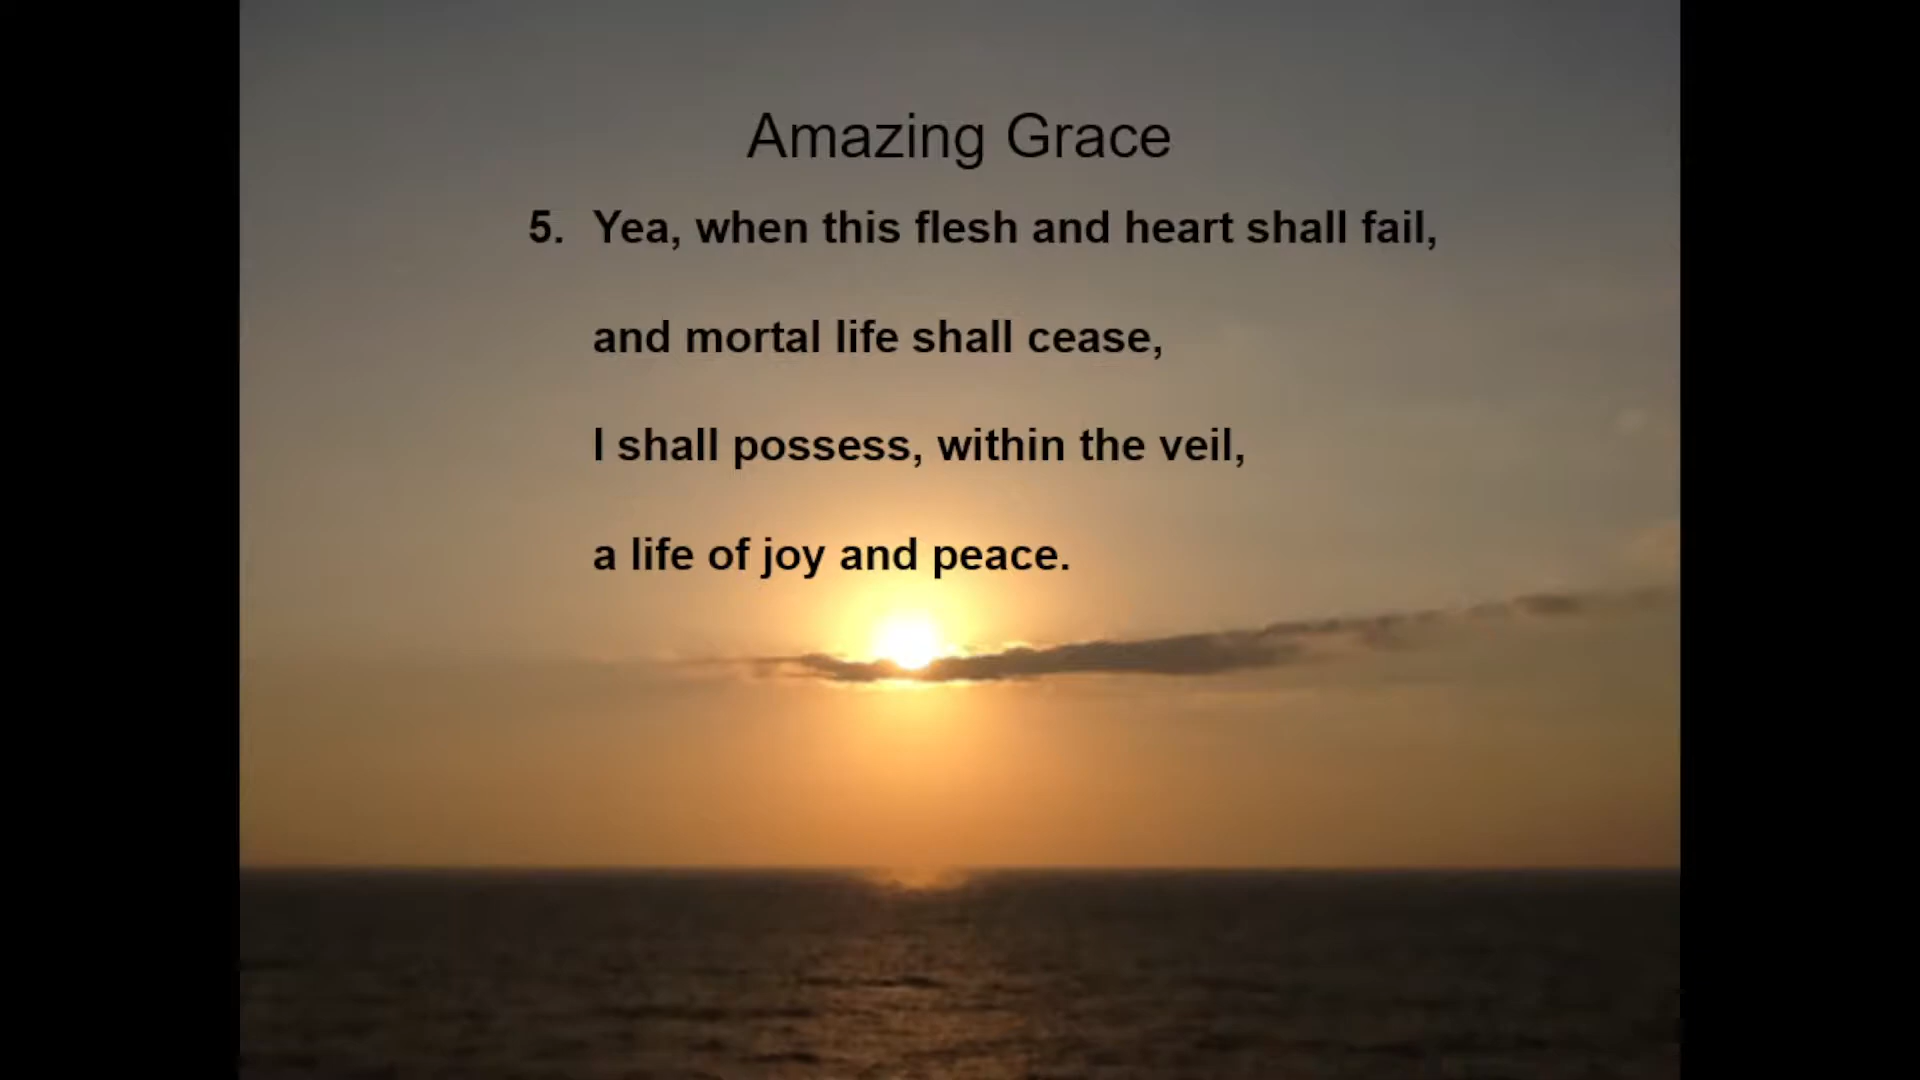 Amazing Grace
5. Yea, when this flesh and heart shall fail,
and mortal life shall cease,
I shall possess, within the veil,
a life of joy and peace.